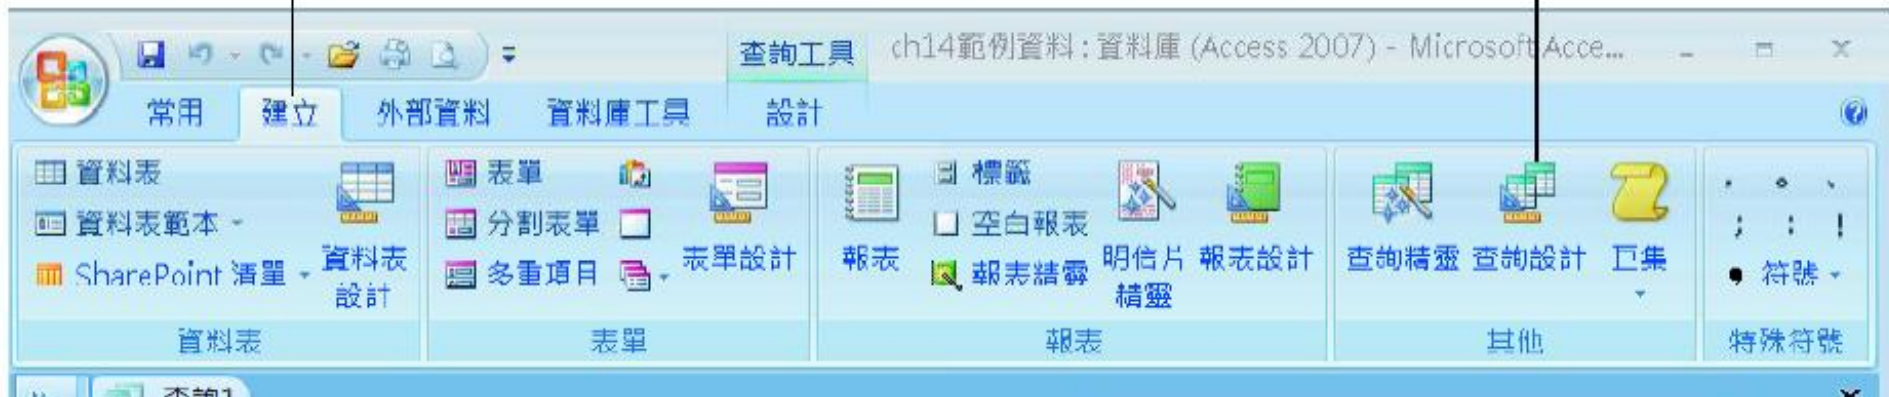 查詢工具 ch14範例資料 : 資料庫 (Access 2007) - Microsoft Acce...
常用 建立 外部資料 資料庫工具 設計
資料表
資料表範本
SharePoint 清單
資料表設計
表單
分割表單
多重項目
表單設計
報表
標籤
空白報表
報表精靈
明信片精靈
報表設計
查詢精靈
查詢設計
巨集
, 。 、
; : !
符號
資料表 表單 報表 其他 特殊符號
查詢1